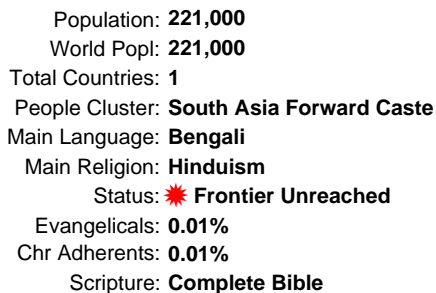 Population: 221,000
World Popl: 221,000
Total Countries: 1
People Cluster: South Asia Forward Caste
Main Language: Bengali
Main Religion: Hinduism
Status: Frontier Unreached
Evangelicals: 0.01%
Chr Adherents: 0.01%
Scripture: Complete Bible